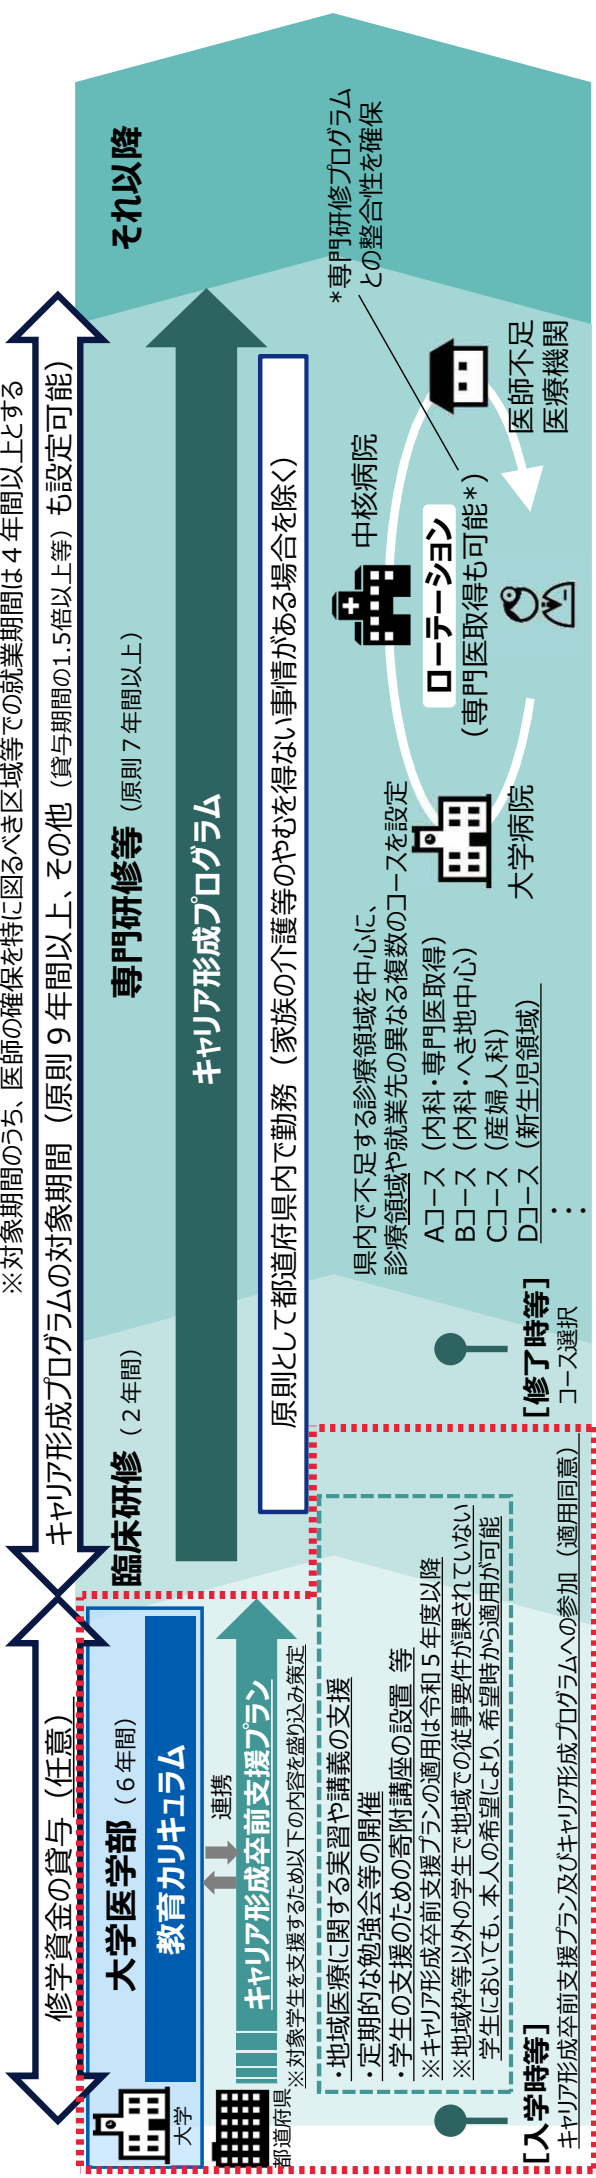 ※対象期間のうち、医師の確保を特に図るべき区域等での就業期間は４年間以上とする
修学資金の貸与（任意）
キャリア形成プログラムの対象期間（原則９年間以上、その他（貸与期間の1.5倍以上等）も設定可能）
大学
大学医学部（６年間）
臨床研修（２年間）
専門研修等（原則７年間以上）
それ以降
教育カリキュラム
連携
都道府県
キャリア形成卒前支援プラン
キャリア形成プログラム
※対象学生を支援するため以下の内容を盛り込み策定
原則として都道府県内で勤務（家族の介護等のやむを得ない事情がある場合を除く）
・地域医療に関する実習や講義の支援
・定期的な勉強会等の開催
・学生の支援のための寄附講座の設置 等
※キャリア形成卒前支援プランの適用は令和５年度以降
※地域枠等以外の学生で地域での従事要件が課されていない
学生においても、本人の希望により、希望時から適用が可能
[入学時等]
キャリア形成卒前支援プラン及びキャリア形成プログラムへの参加（適用同意）
[修了時等]
コース選択
県内で不足する診療領域を中心に、
診療領域や就業先の異なる複数のコースを設定
Aコース（内科・専門医取得）
Bコース（内科・へき地中心）
Cコース（産婦人科）
Dコース（新生児領域）
：
大学病院
中核病院
ローテーション
（専門医取得も可能*）
医師不足
医療機関
*専門研修プログラム
との整合性を確保